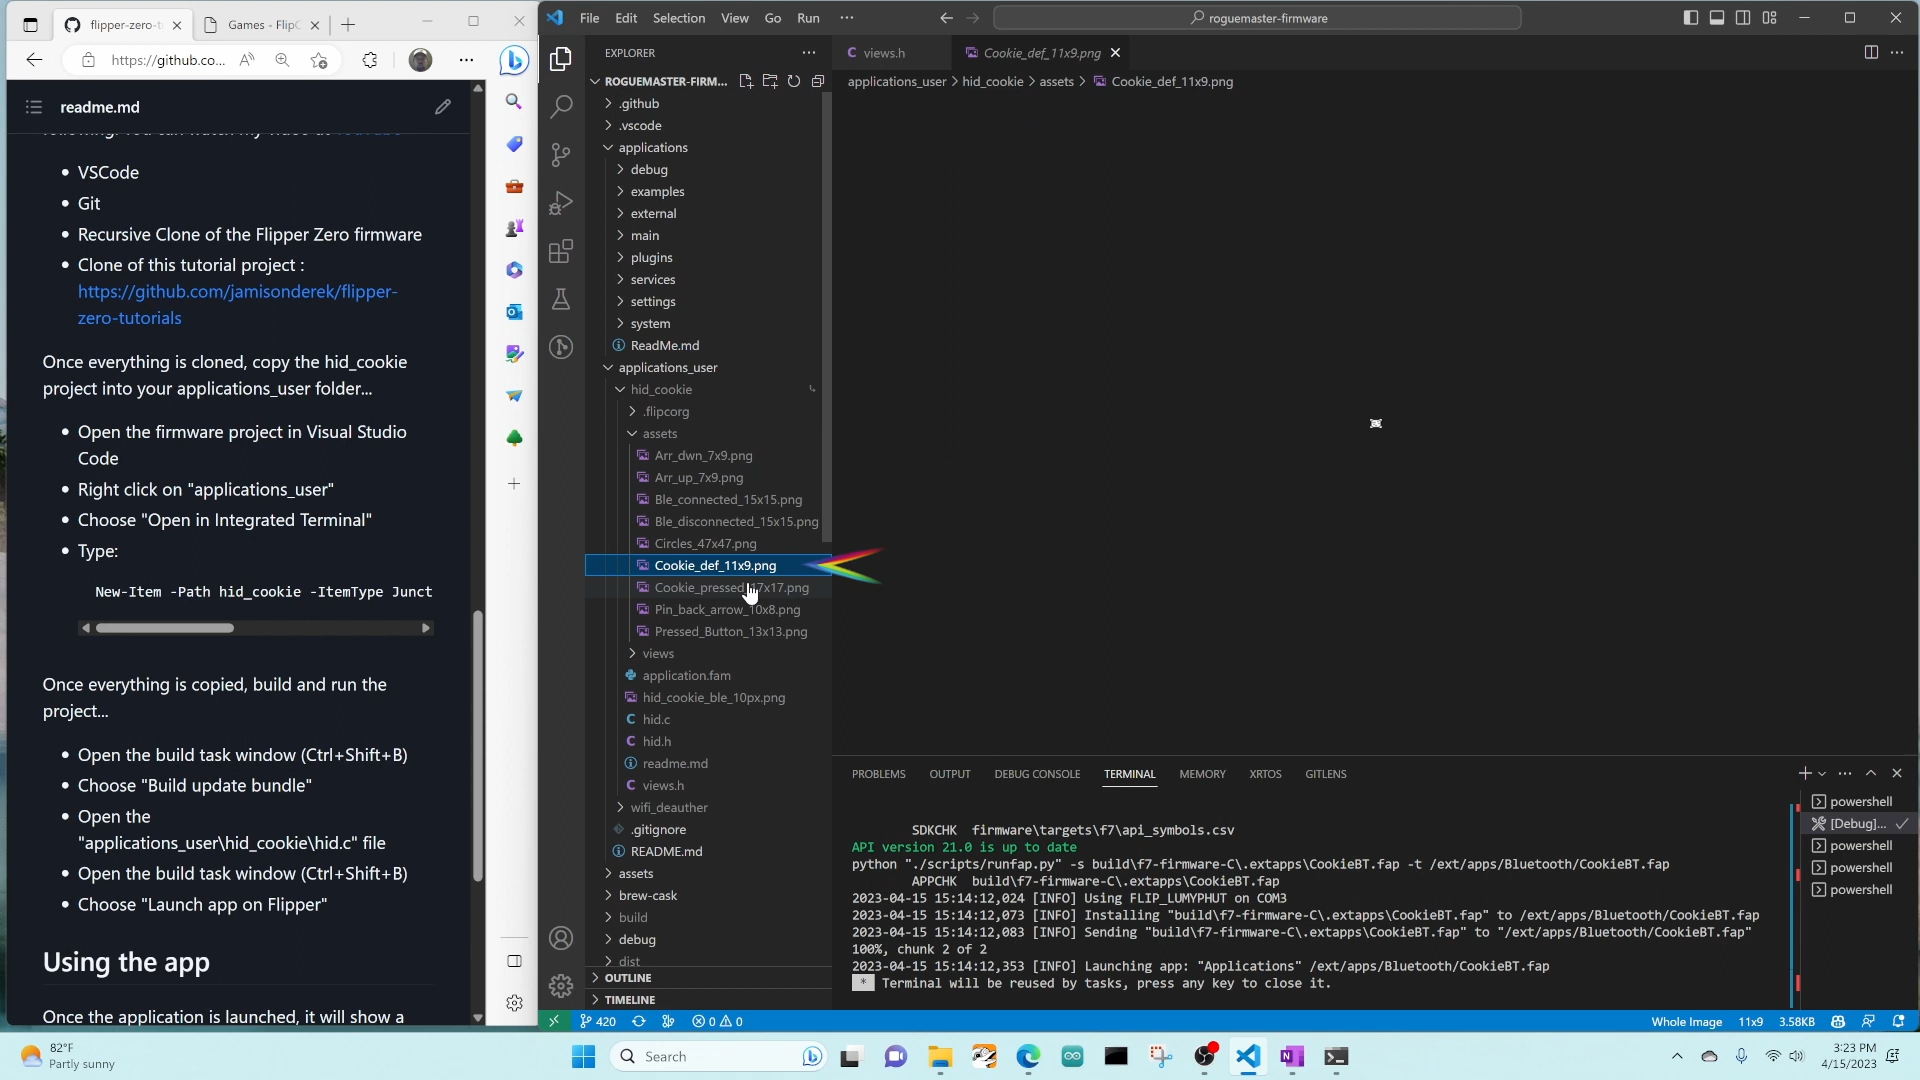 flipper-zero-t
Games - FlipC
https://github.co...
readme.md
VSCode
Git
Recursive Clone of the Flipper Zero firmware
Clone of this tutorial project :
https://github.com/jamisonderek/flipper-
zero-tutorials
Once everything is cloned, copy the hid_cookie
project into your applications_user folder...
Open the firmware project in Visual Studio
Code
Right click on "applications_user"
Choose "Open in Integrated Terminal"
Type:
New-Item -Path hid_cookie -ItemType Junct
Once everything is copied, build and run the
project...
Open the build task window (Ctrl+Shift+B)
Choose "Build update bundle"
Open the
"applications_user\hid_cookie\hid.c" file
Open the build task window (Ctrl+Shift+B)
Choose "Launch app on Flipper"
Using the app
Once the application is launched, it will show a
File Edit Selection View Go Run ...
roguemaster-firmware
EXPLORER
ROGUEMASTER-FIRM...
.github
.vscode
applications
debug
examples
external
main
plugins
services
settings
system
ReadMe.md
applications_user
hid_cookie
.flipcorg
assets
Arr_dwn_7x9.png
Arr_up_7x9.png
Ble_connected_15x15.png
Ble_disconnected_15x15.png
Circles_47x47.png
Cookie_def_11x9.png
Cookie_pressed_17x17.png
Pin_back_arrow_10x8.png
Pressed_Button_13x13.png
views
application.fam
hid_cookie_ble_10px.png
hid.c
hid.h
readme.md
views.h
wifi_deauther
.gitignore
README.md
assets
brew-cask
build
debug
dist
OUTLINE
TIMELINE
views.h
Cookie_def_11x9.png
applications_user > hid_cookie > assets > Cookie_def_11x9.png
PROBLEMS OUTPUT DEBUG CONSOLE TERMINAL MEMORY XRTOS GITLENS
SDKCHK firmware\targets\f7\api_symbols.csv
API version 21.0 is up to date
python "./scripts/runfap.py" -s build\f7-firmware-C\.extapps\CookieBT.fap -t /ext/apps/Bluetooth/CookieBT.fap
APPCHK build\f7-firmware-C\.extapps\CookieBT.fap
2023-04-15 15:14:12,024 [INFO] Using FLIP_LUMYPHUT on COM3
2023-04-15 15:14:12,073 [INFO] Installing "build\f7-firmware-C\.extapps\CookieBT.fap" to /ext/apps/Bluetooth/CookieBT.fap
2023-04-15 15:14:12,083 [INFO] Sending "build\f7-firmware-C\.extapps\CookieBT.fap" to "/ext/apps/Bluetooth/CookieBT.fap"
100%, chunk 2 of 2
2023-04-15 15:14:12,353 [INFO] Launching app: "Applications" /ext/apps/Bluetooth/CookieBT.fap
* Terminal will be reused by tasks, press any key to close it.
powershell
[Debug]...
powershell
powershell
powershell
420
0 0
Whole Image 11x9 3.58KB
82°F
Partly sunny
Search
3:23 PM
4/15/2023